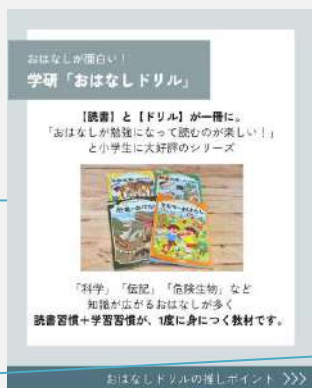 おはなしが面白い！
学研「おはなしドリル」
【読書】と【ドリル】が一冊に。
「おはなしが勉強になって読むのが楽しい！」
と小学生に大好評のシリーズ
「科学」「伝記」「危険生物」など
知識が広がるおはなしが多く
読書習慣＋学習習慣が、1度に身につく教材です。
おはなしドリルの推しポイント >>>